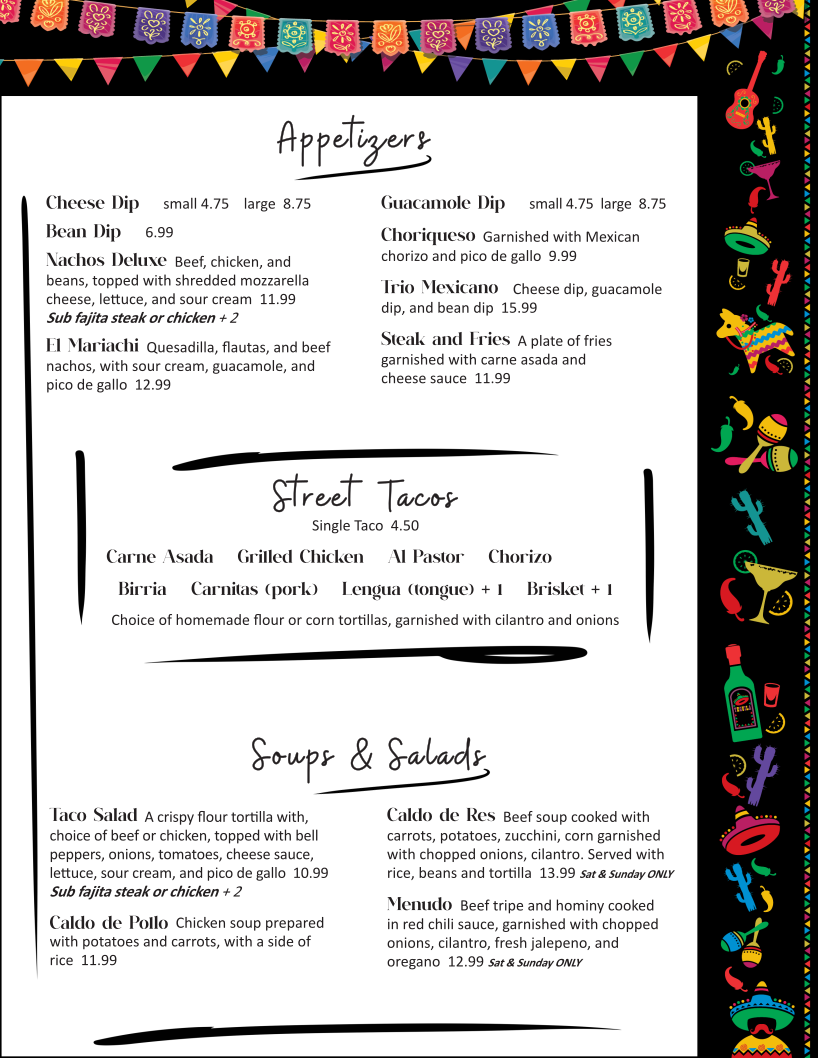 Appetizers
Cheese Dip small 4.75 large 8.75
Bean Dip 6.99
Nachos Deluxe Beef, chicken, and
beans, topped with shredded mozzarella
cheese, lettuce, and sour cream 11.99
Sub fajita steak or chicken + 2
El Mariachi Quesadilla, flautas, and beef
nachos, with sour cream, guacamole, and
pico de gallo 12.99
Guacamole Dip small 4.75 large 8.75
Choriqueso Garnished with Mexican
chorizo and pico de gallo 9.99
Trio Mexicano Cheese dip, guacamole
dip, and bean dip 15.99
Steak and Fries A plate of fries
garnished with carne asada and
cheese sauce 11.99
Street Tacos
Single Taco 4.50
Carne Asada Grilled Chicken Al Pastor Chorizo
Birria Carnitas (pork) Lengua (tongue) + 1 Brisket + 1
Choice of homemade flour or corn tortillas, garnished with cilantro and onions
Soups & Salads
Taco Salad A crispy flour tortilla with,
choice of beef or chicken, topped with bell
peppers, onions, tomatoes, cheese sauce,
lettuce, sour cream, and pico de gallo 10.99
Sub fajita steak or chicken + 2
Caldo de Pollo Chicken soup prepared
with potatoes and carrots, with a side of
rice 11.99
Caldo de Res Beef soup cooked with
carrots, potatoes, zucchini, corn garnished
with chopped onions, cilantro. Served with
rice, beans and tortilla 13.99 Sat & Sunday ONLY
Menudo Beef tripe and hominy cooked
in red chili sauce, garnished with chopped
onions, cilantro, fresh jalepeno, and
oregano 12.99 Sat & Sunday ONLY